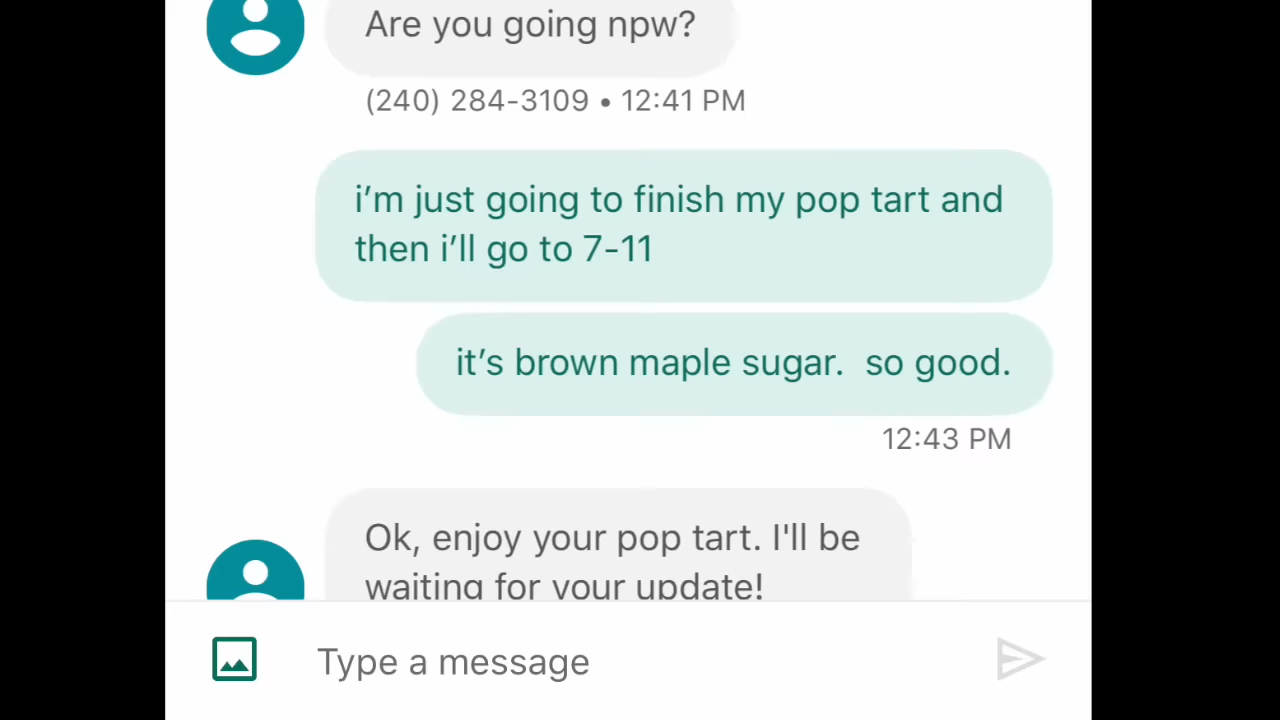 Are you going npw?
(240) 284-3109 • 12:41 PM
i’m just going to finish my pop tart and
then i’ll go to 7-11
it’s brown maple sugar.  so good.
12:43 PM
Ok, enjoy your pop tart. I'll be
waiting for your update!
Type a message